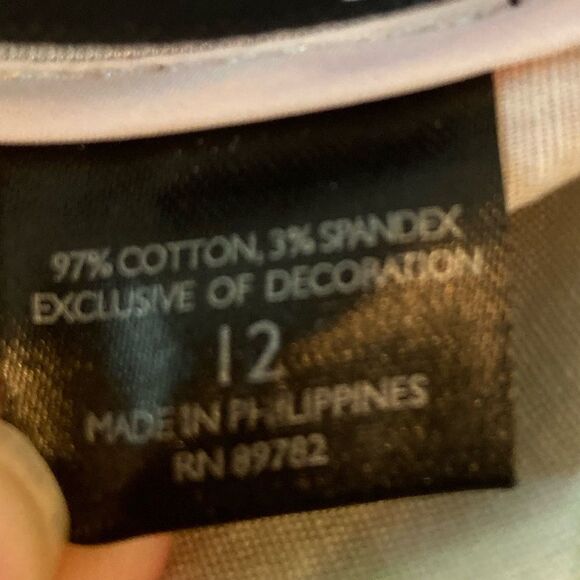 97% COTTON, 3% SPANDEX
EXCLUSIVE OF DECORATION
12
MADE IN PHILIPPINES
RN 89782